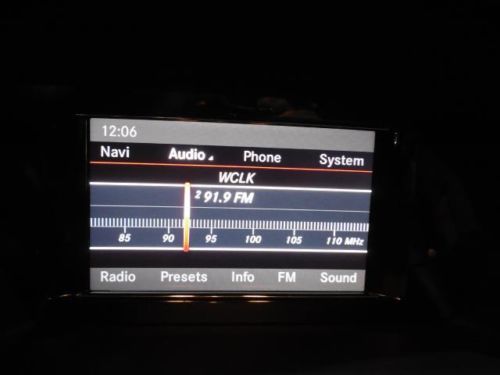 12:06
Navi Audio Phone System
WCLK
2 91.9 FM
85 90 95 100 105 110 MHz
Radio Presets Info FM Sound